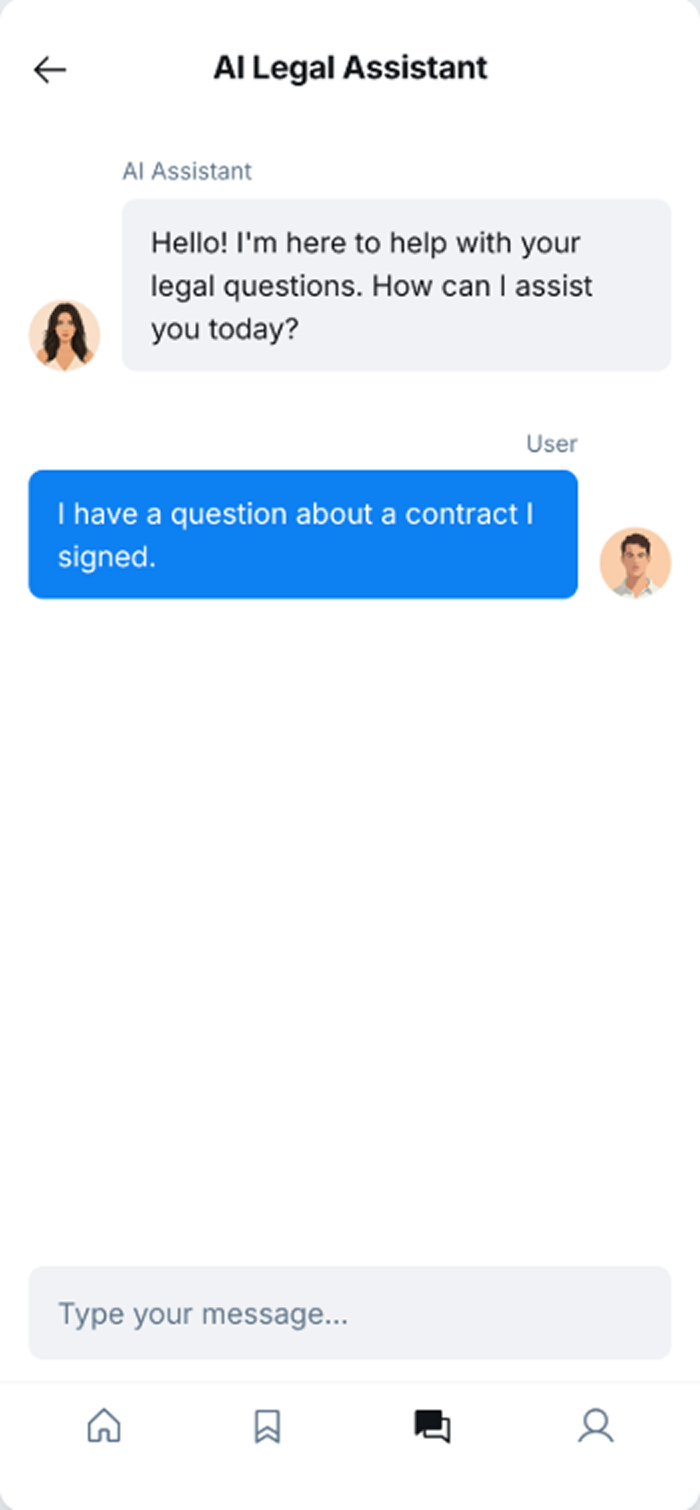 AI Legal Assistant
AI Assistant
Hello! I'm here to help with your
legal questions. How can I assist
you today?
User
I have a question about a contract I
signed.
Type your message...